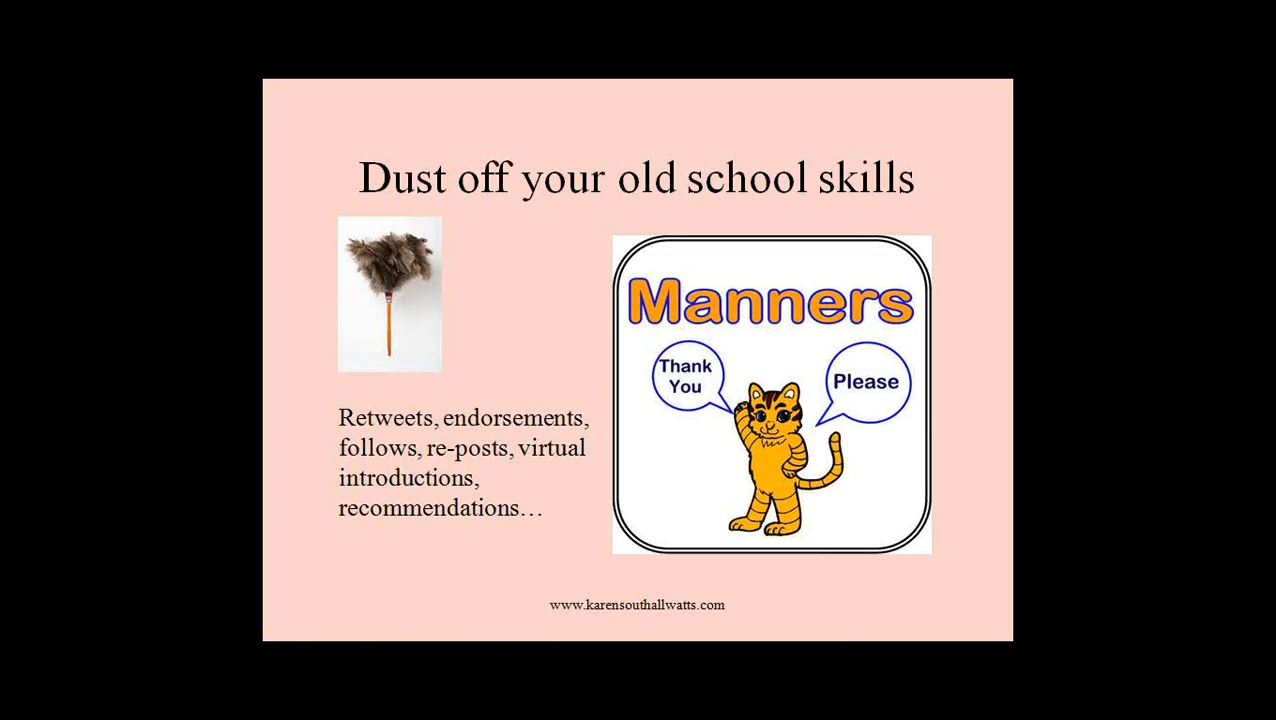 Dust off your old school skills
Manners
Thank
You
Please
Retweets, endorsements,
follows, re-posts, virtual
introductions,
recommendations…
www.karensouthallwatts.com